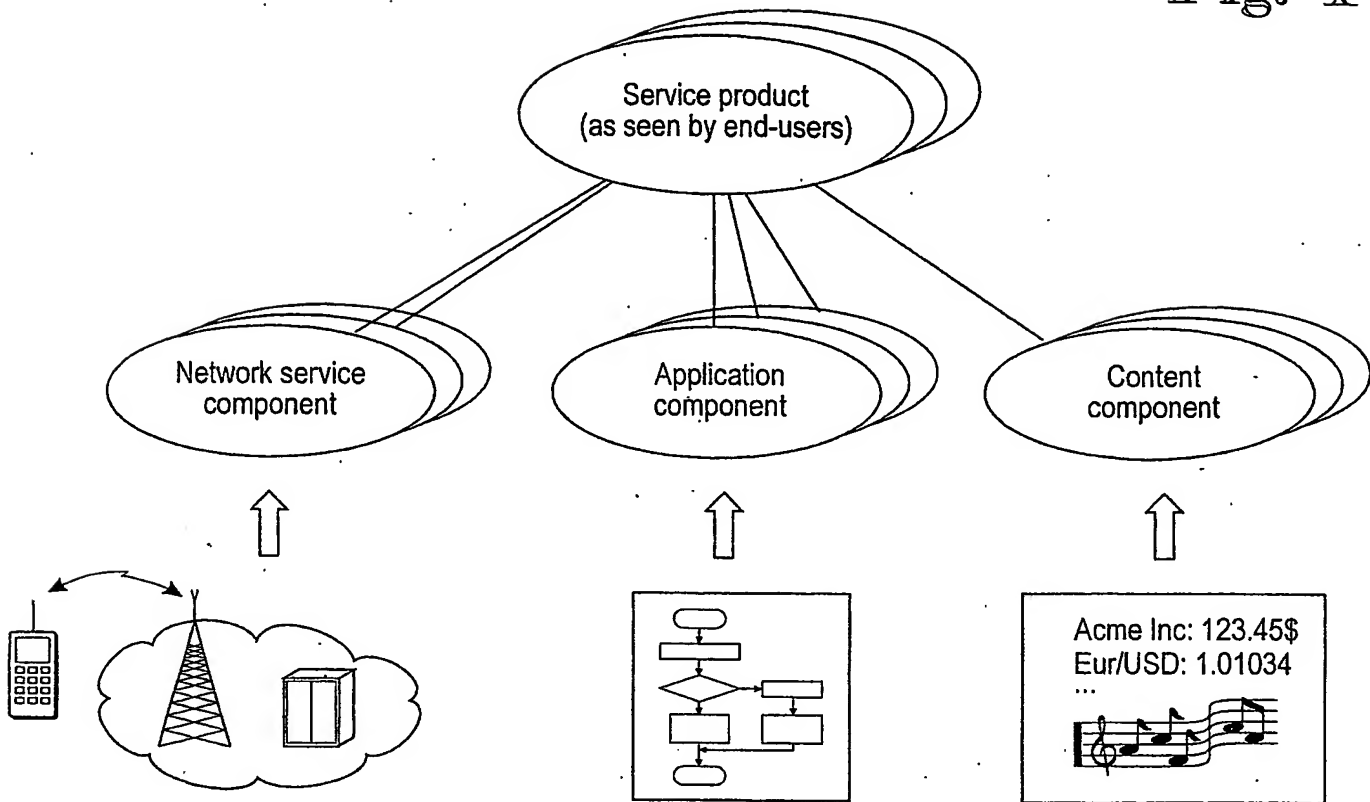 Service product
(as seen by end-users)
Network service
component
Application
component
Content
component
Acme Inc: 123.45$
Eur/USD: 1.01034
...